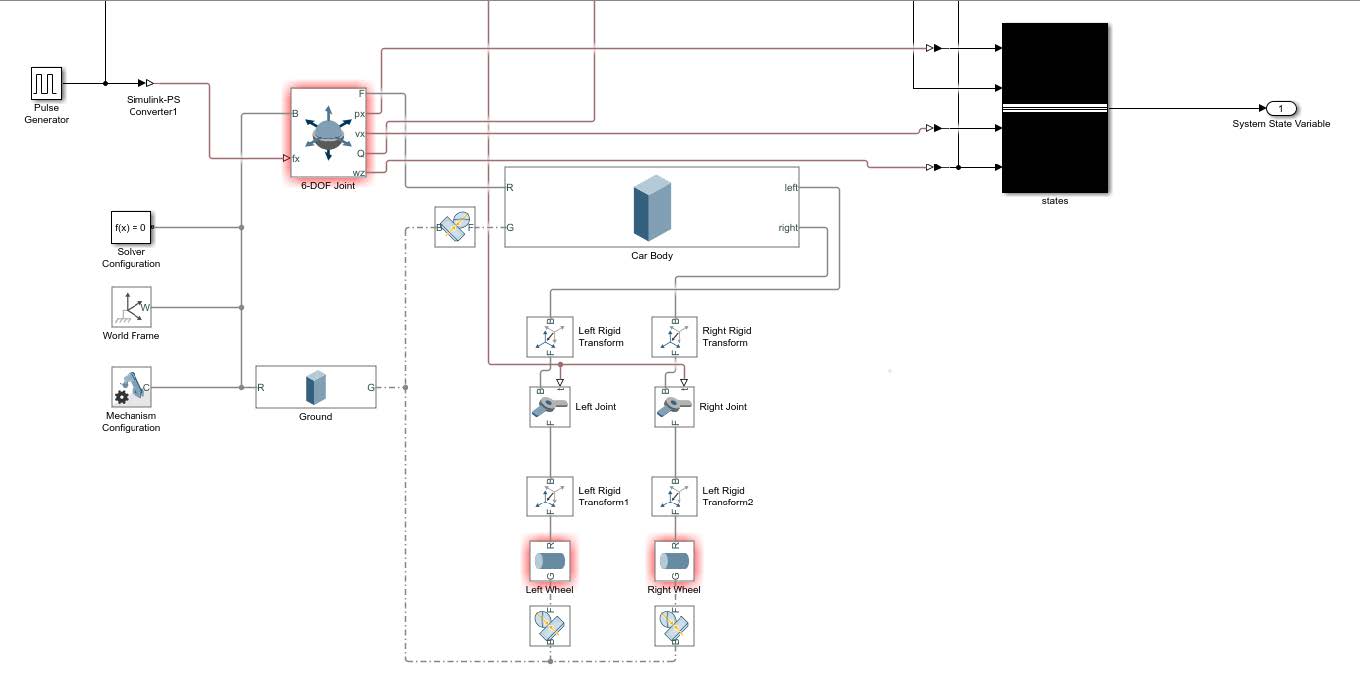 Pulse
Generator
Simulink-PS
Converter1
B
fx
F
px
vx
Q
wz
6-DOF Joint
1
System State Variable
states
f(x) = 0
Solver
Configuration
B
F
R
G
left
right
Car Body
W
World Frame
C
Mechanism
Configuration
R
G
Ground
B
F
Left Rigid
Transform
B
F
Right Rigid
Transform
B
t
F
Left Joint
B
t
F
Right Joint
B
F
Left Rigid
Transform1
B
F
Left Rigid
Transform2
R
G
Left Wheel
R
G
Right Wheel
F
B
F
B